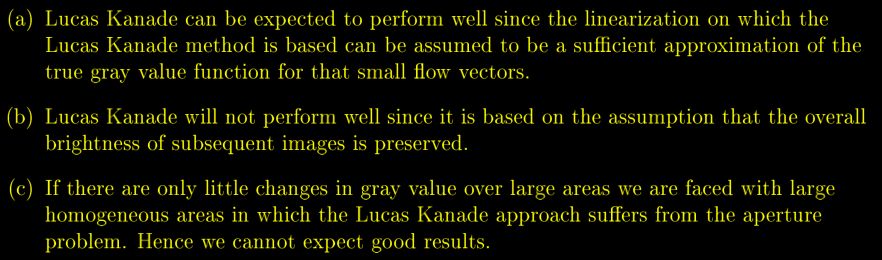 (a) Lucas Kanade can be expected to perform well since the linearization on which the
Lucas Kanade method is based can be assumed to be a sufficient approximation of the
true gray value function for that small flow vectors.
(b) Lucas Kanade will not perform well since it is based on the assumption that the overall
brightness of subsequent images is preserved.
(c) If there are only little changes in gray value over large areas we are faced with large
homogeneous areas in which the Lucas Kanade approach suffers from the aperture
problem. Hence we cannot expect good results.